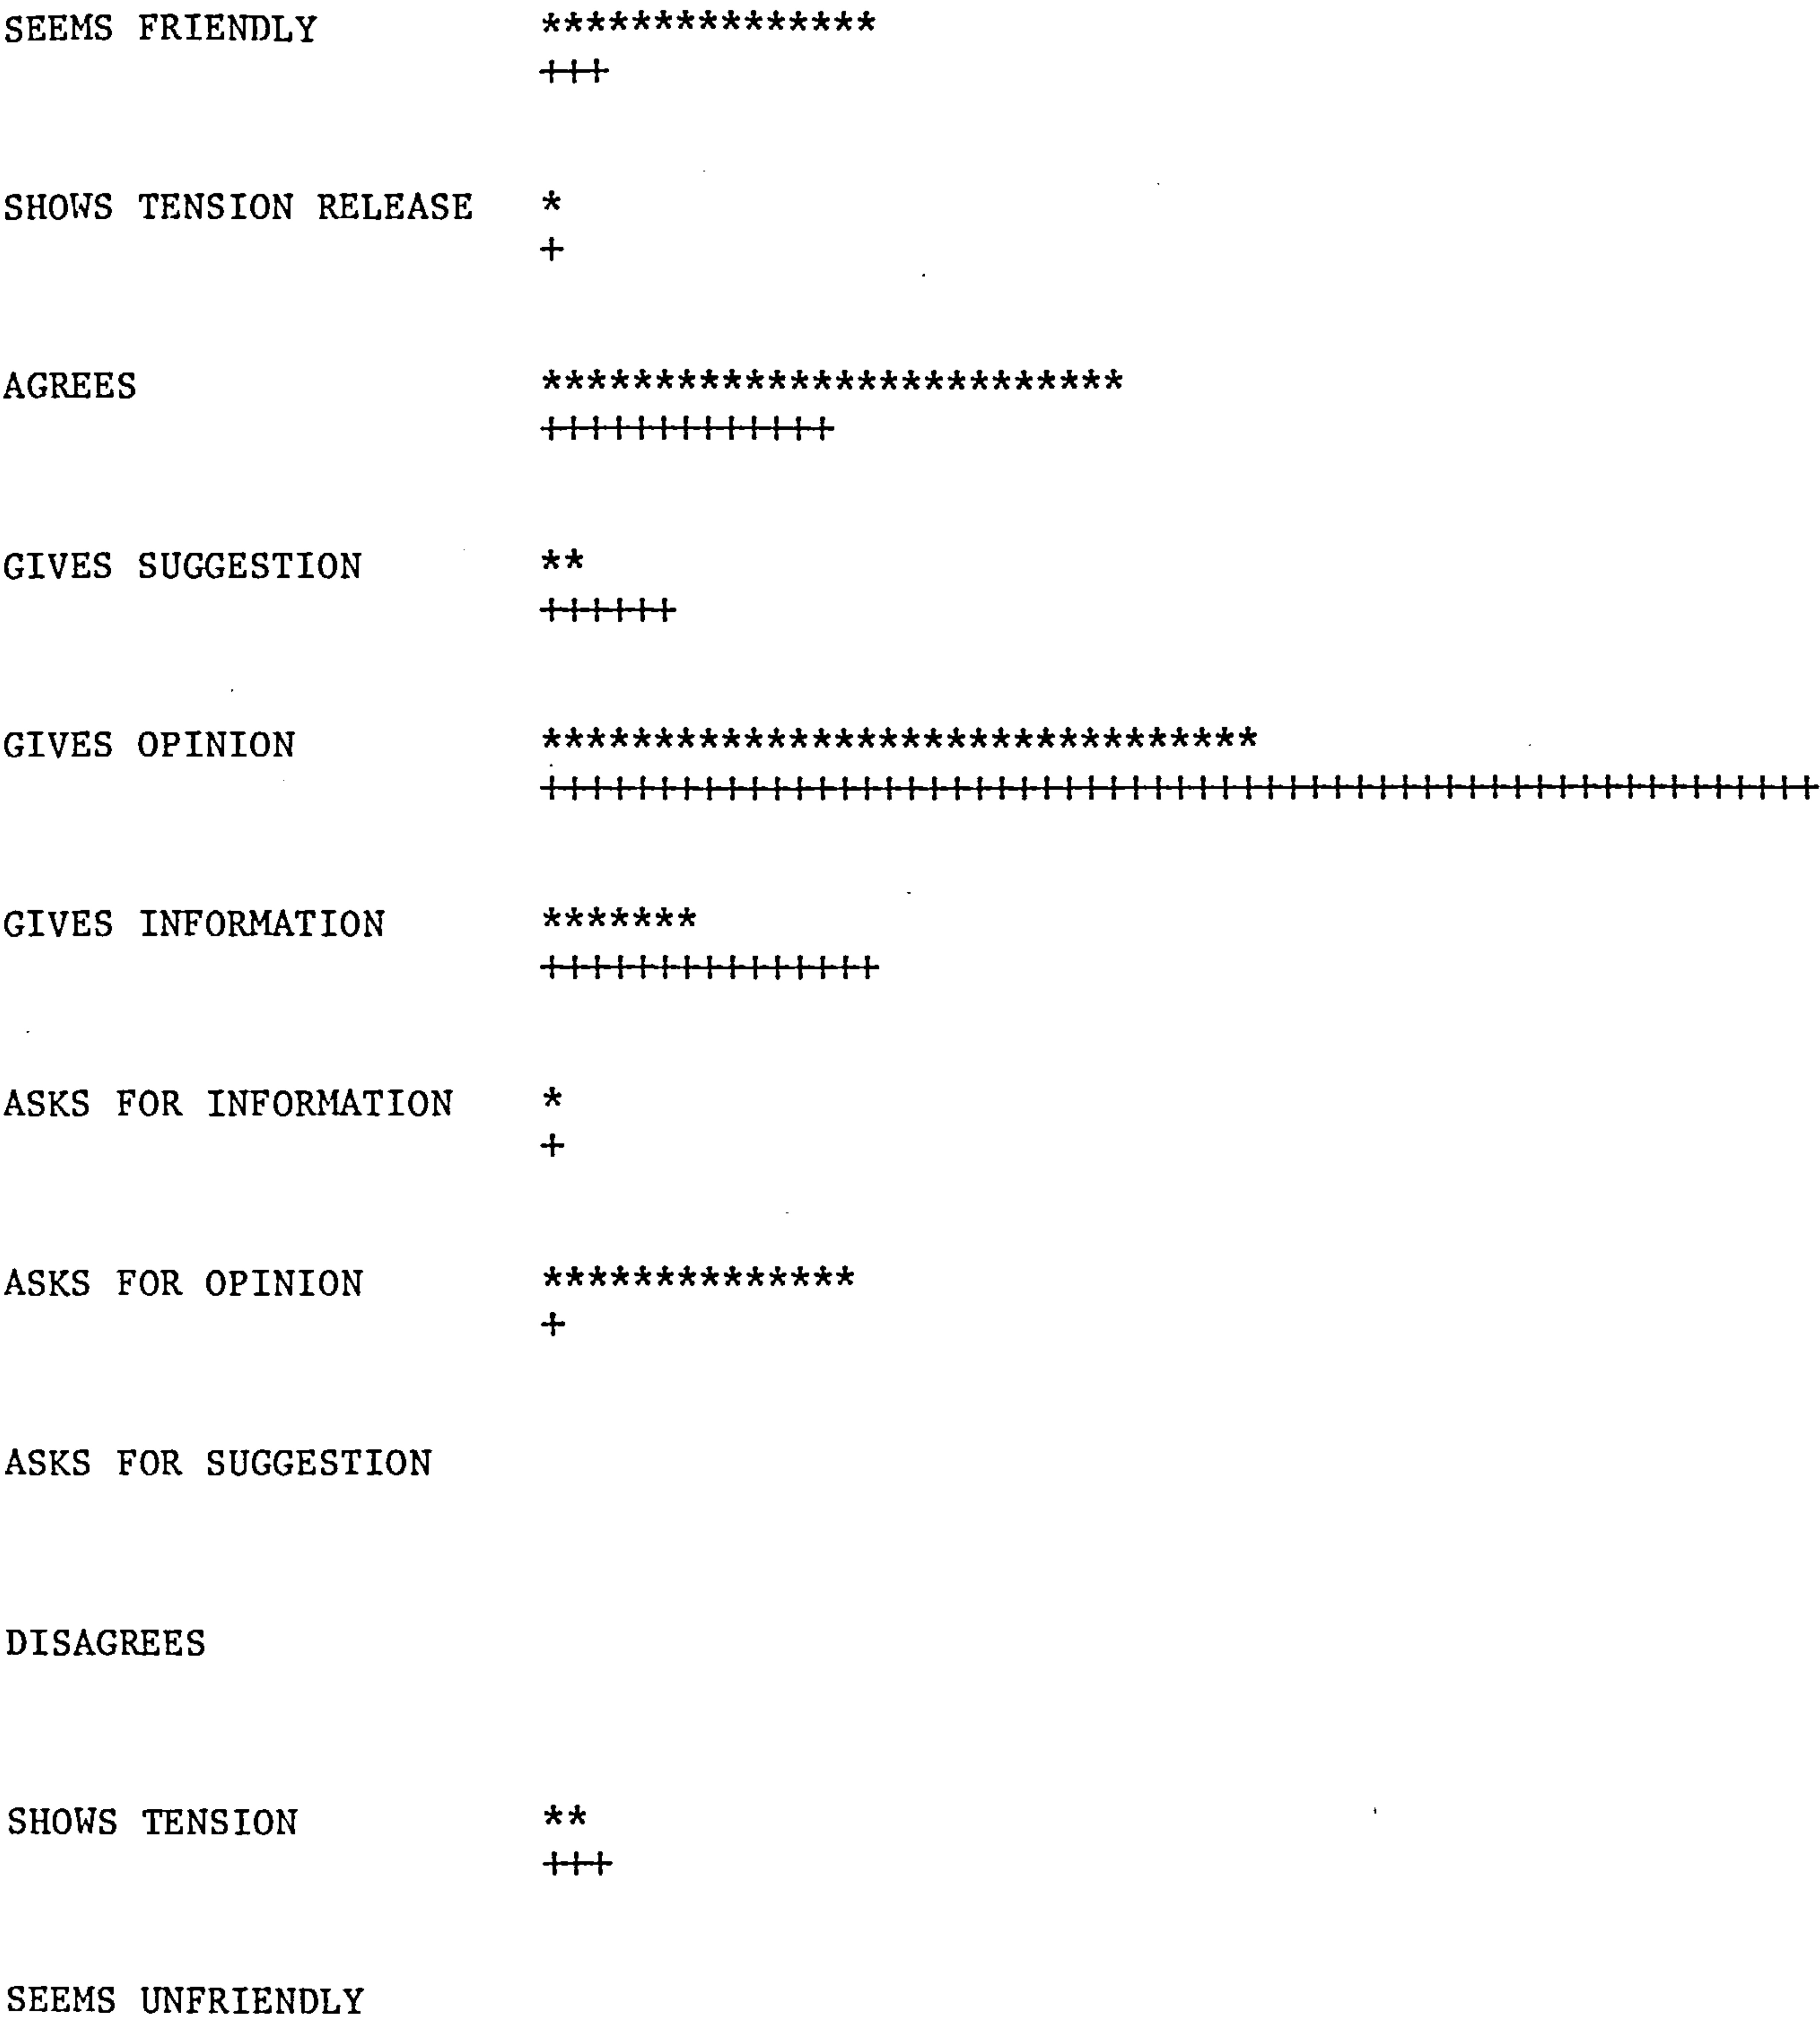 SEEMS FRIENDLY ***************
+++
SHOWS TENSION RELEASE *
+
AGREES **************************
+++++++++++++
GIVES SUGGESTION **
++++++
GIVES OPINION ********************************
+++++++++++++++++++++++++++++++++++++++++++++++++++++++++
GIVES INFORMATION *******
+++++++++++++++
ASKS FOR INFORMATION *
+
ASKS FOR OPINION **************
+
ASKS FOR SUGGESTION
DISAGREES
SHOWS TENSION **
+++
SEEMS UNFRIENDLY